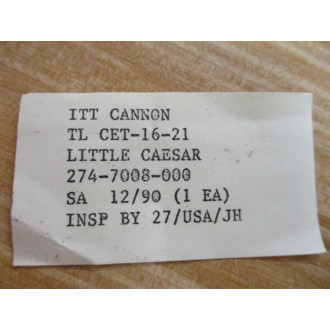 ITT CANNON
TL CET-16-21
LITTLE CAESAR
274-7008-000
SA 12/90 (1 EA)
INSP BY 27/USA/JH